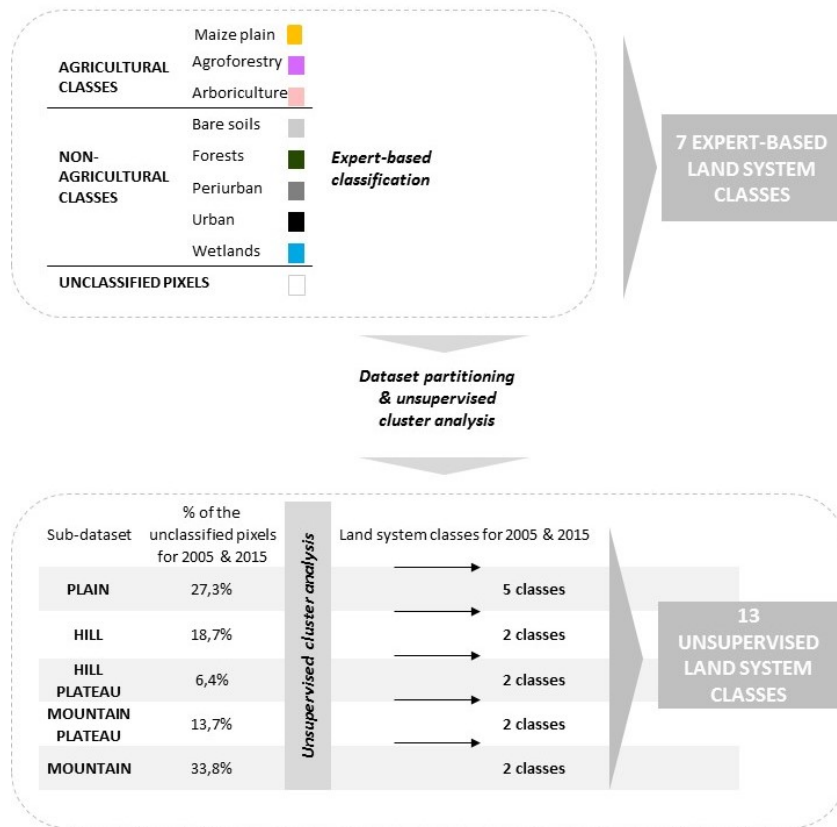 Maize plain
AGRICULTURAL
CLASSES
Agroforestry
Arboriculture
NON-
AGRICULTURAL
CLASSES
Bare soils
Forests
Periurban
Urban
Wetlands
UNCLASSIFIED PIXELS
Expert-based
classification
7 EXPERT-BASED
LAND SYSTEM
CLASSES
Dataset partitioning
& unsupervised
cluster analysis
Sub-dataset
% of the
unclassified pixels
for 2005 & 2015
Unsupervised cluster analysis
Land system classes for 2005 & 2015
PLAIN 27,3% 5 classes
HILL 18,7% 2 classes
HILL
PLATEAU 6,4% 2 classes
MOUNTAIN
PLATEAU 13,7% 2 classes
MOUNTAIN 33,8% 2 classes
13
UNSUPERVISED
LAND SYSTEM
CLASSES